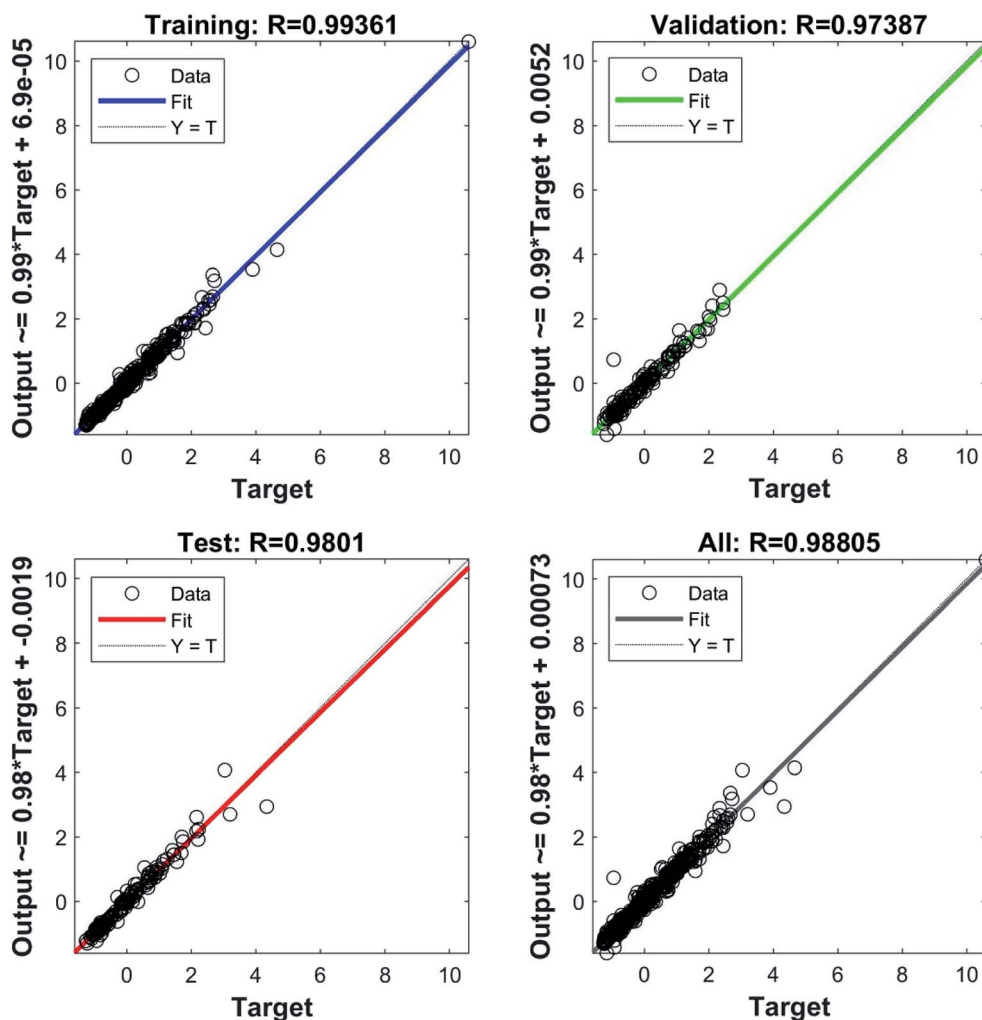 Training: R=0.99361
Output ~= 0.99*Target + 6.9e-05
10
8
6
4
2
0
Data
Fit
Y = T
0 2 4 6 8 10
Target
Validation: R=0.97387
Output ~= 0.99*Target + 0.0052
10
8
6
4
2
0
Data
Fit
Y = T
0 2 4 6 8 10
Target
Test: R=0.9801
Output ~= 0.98*Target + -0.0019
10
8
6
4
2
0
Data
Fit
Y = T
0 2 4 6 8 10
Target
All: R=0.98805
Output ~= 0.98*Target + 0.00073
10
8
6
4
2
0
Data
Fit
Y = T
0 2 4 6 8 10
Target